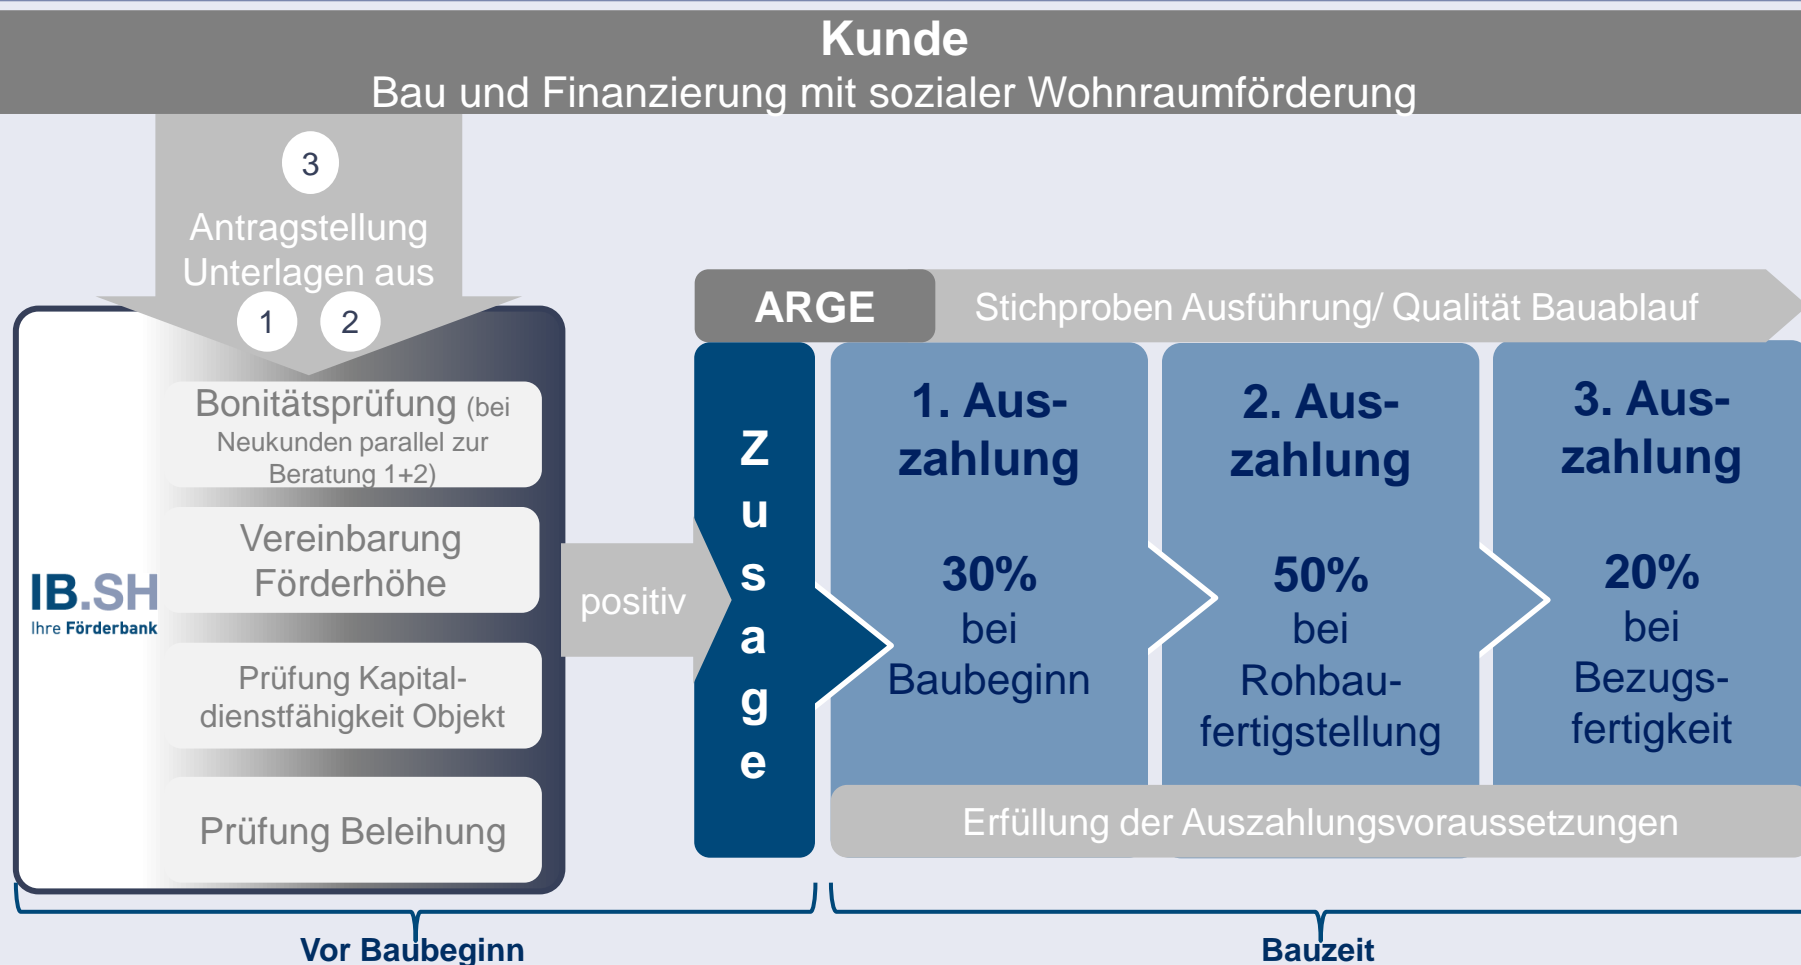 Kunde
Bau und Finanzierung mit sozialer Wohnraumförderung
3
Antragstellung
Unterlagen aus
1 2
Bonitätsprüfung (bei
Neukunden parallel zur
Beratung 1+2)
Vereinbarung
Förderhöhe
Prüfung Kapital-
dienstfähigkeit Objekt
Prüfung Beleihung
IB.SH
Ihre Förderbank
positiv
ARGE
Stichproben Ausführung/ Qualität Bauablauf
Z
u
s
a
g
e
1. Aus-
zahlung
30%
bei
Baubeginn
2. Aus-
zahlung
50%
bei
Rohbau-
fertigstellung
3. Aus-
zahlung
20%
bei
Bezugs-
fertigkeit
Erfüllung der Auszahlungsvoraussetzungen
Vor Baubeginn
Bauzeit